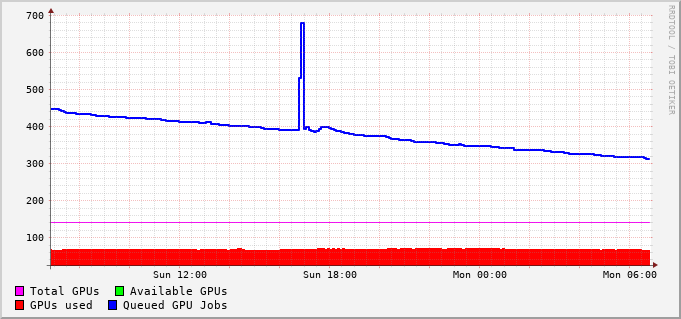 700
600
500
400
300
200
100
Sun 12:00 Sun 18:00 Mon 00:00 Mon 06:00
Total GPUs Available GPUs
GPUs used Queued GPU Jobs
RRDTOOL / TOBI OETIKER